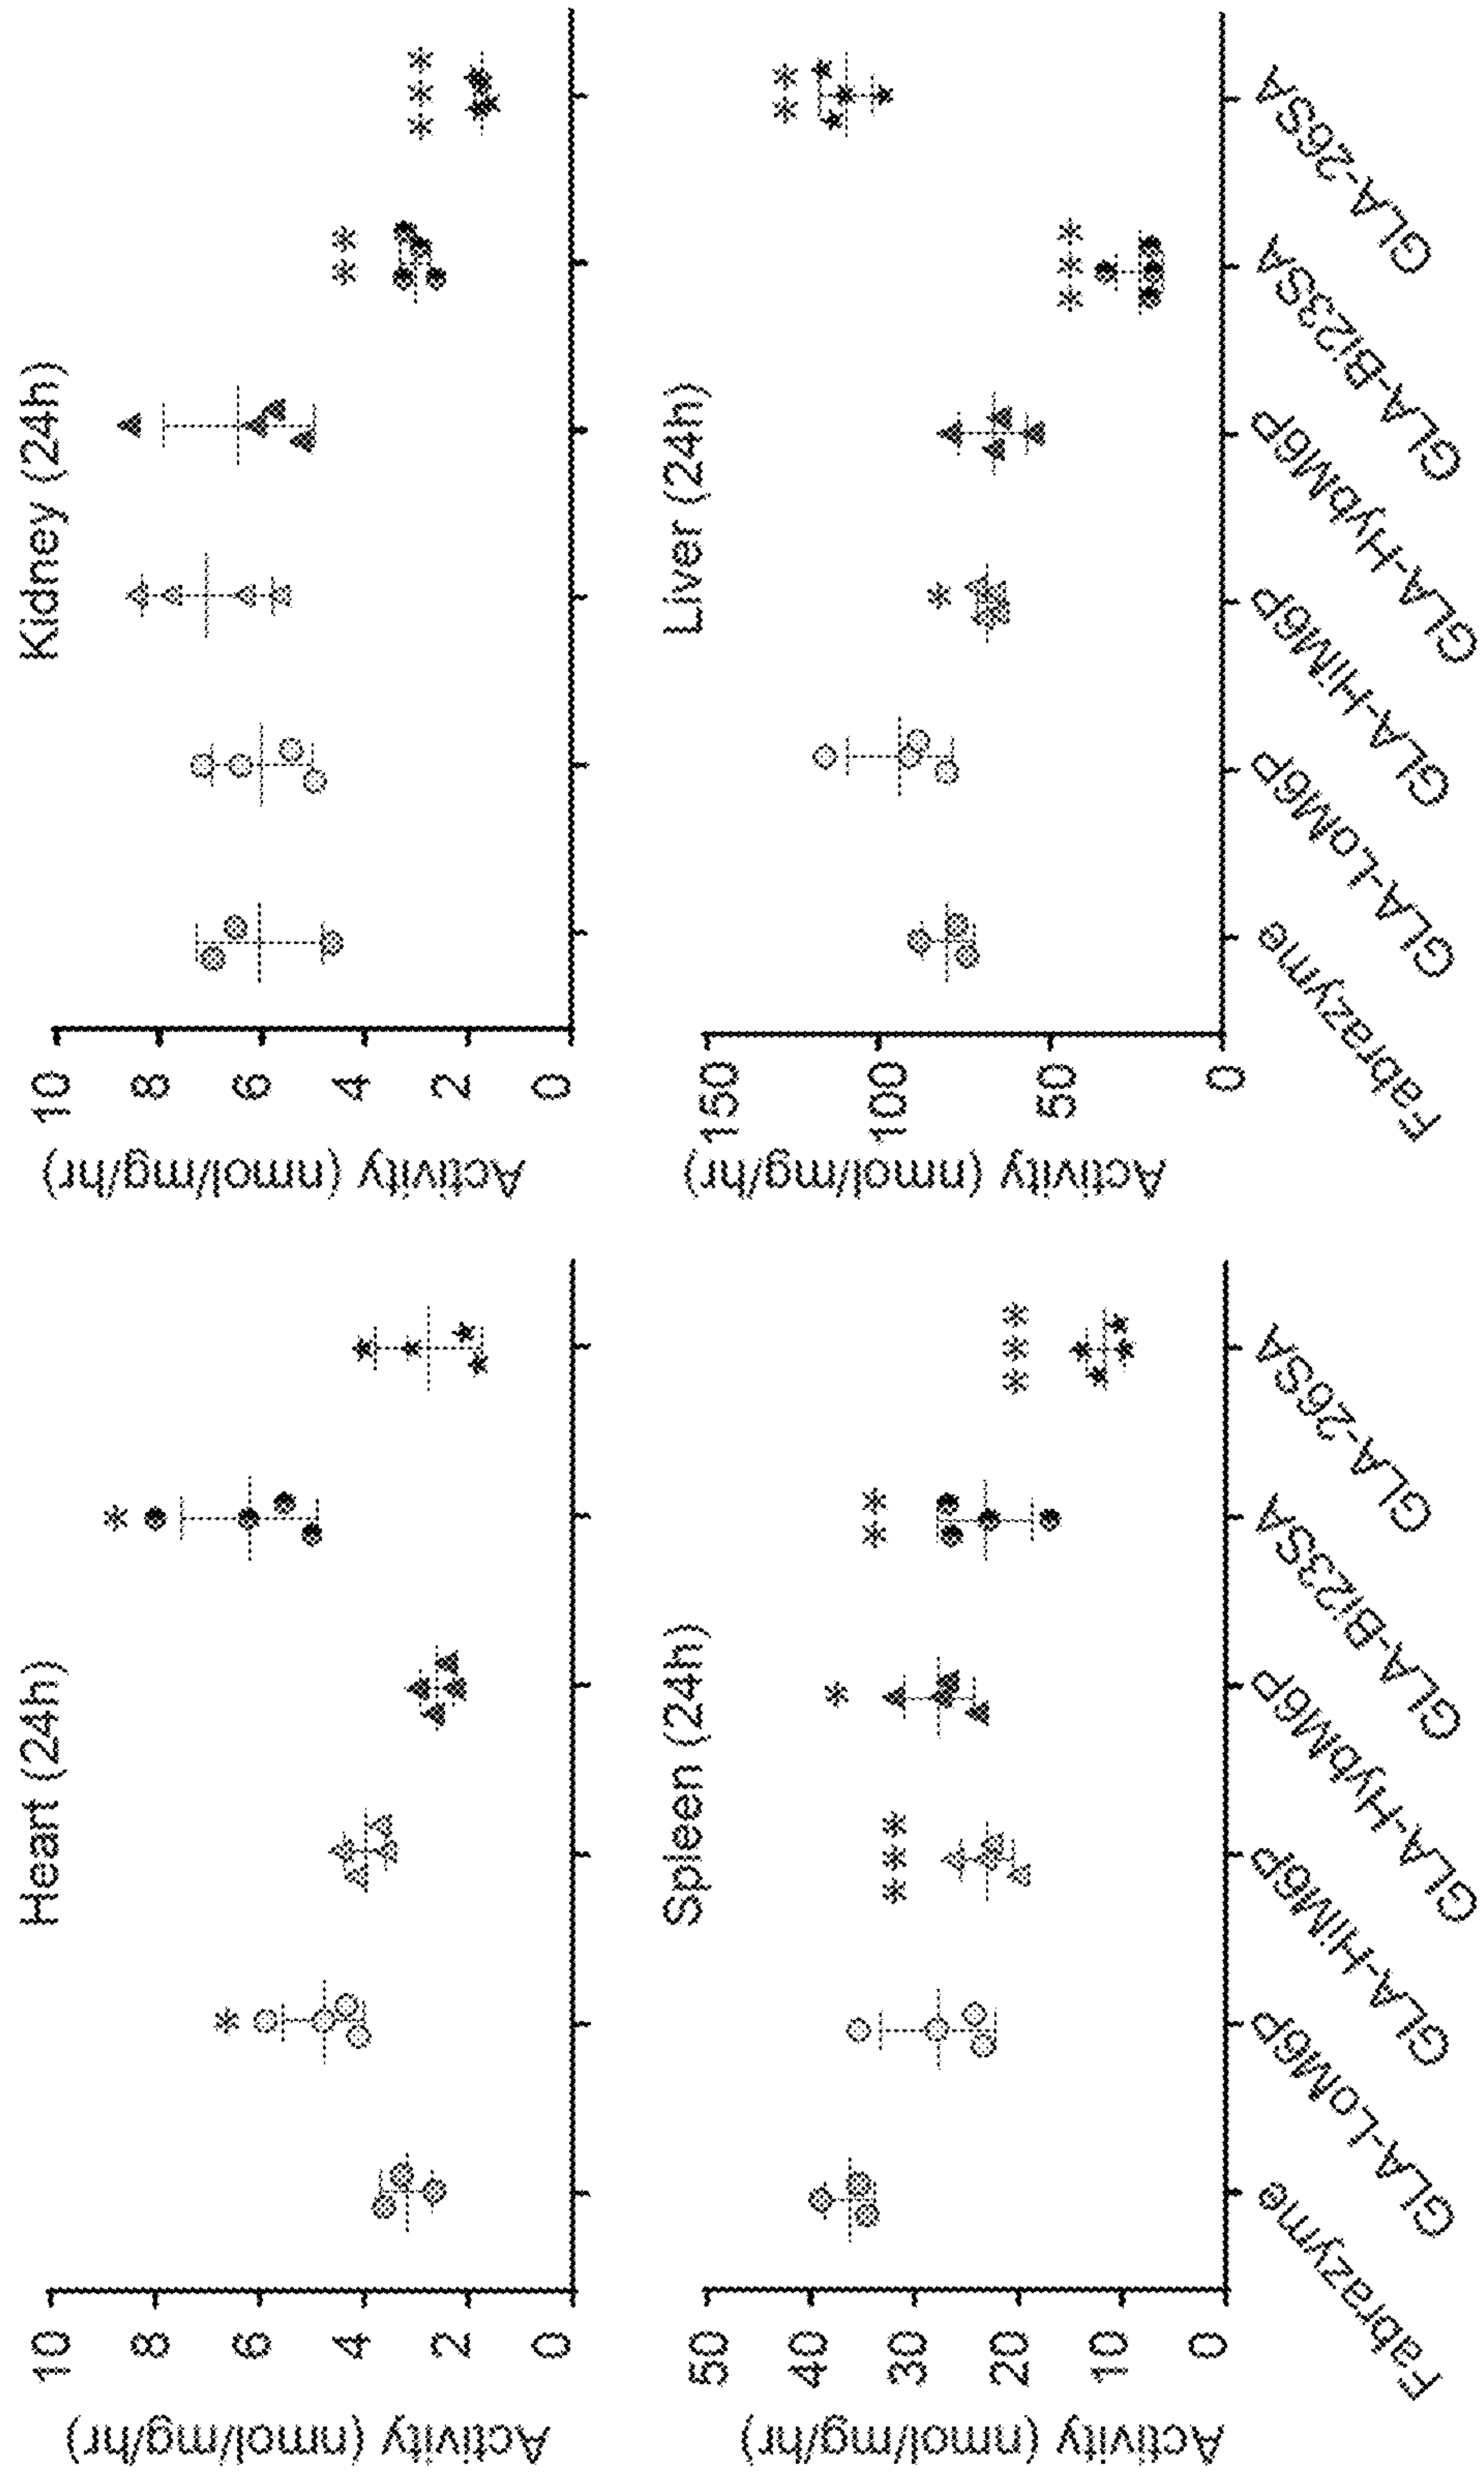 Heart (24h)
Activity (nmol/mg/hr)
10
8
6
4
2
0
*
*
Kidney (24h)
Activity (nmol/mg/hr)
10
8
6
4
2
0
**
***
Spleen (24h)
Activity (nmol/mg/hr)
50
40
30
20
10
0
***
*
**
***
Fabrazyme
GLA-LoM6P
GLA-HiM6P
GLA-HybM6P
GLA-Bi23SA
GLA-26SA
Liver (24h)
Activity (nmol/mg/hr)
150
100
50
0
*
***
**
Fabrazyme
GLA-LoM6P
GLA-HiM6P
GLA-HybM6P
GLA-Bi23SA
GLA-26SA